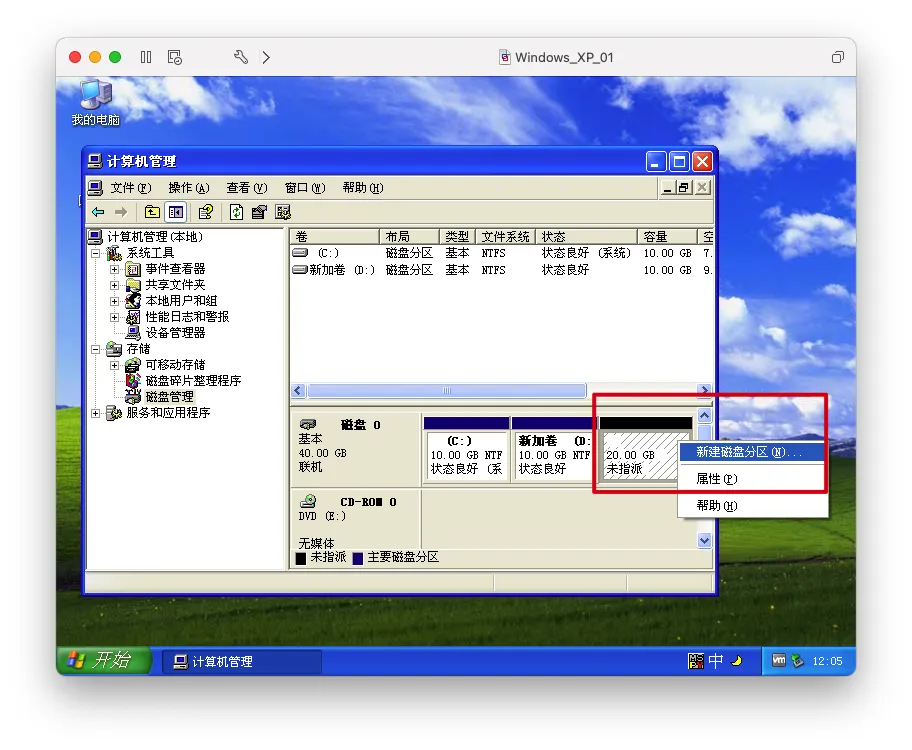 Windows_XP_01
我的电脑
计算机管理
文件(F) 操作(A) 查看(V) 窗口(W) 帮助(H)
计算机管理(本地)
系统工具
事件查看器
共享文件夹
本地用户和组
性能日志和警报
设备管理器
存储
可移动存储
磁盘碎片整理程序
磁盘管理
服务和应用程序
卷 布局 类型 文件系统 状态 容量 空
(C:) 磁盘分区 基本 NTFS 状态良好 (系统) 10.00 GB 7.
新加卷 (D:) 磁盘分区 基本 NTFS 状态良好 10.00 GB 9.
磁盘 0
基本
40.00 GB
联机
(C:)
10.00 GB NTF
状态良好 (系
新加卷 (D:
10.00 GB NTF
状态良好
20.00 GB
未指派
新建磁盘分区(N)...
属性(P)
帮助(H)
CD-ROM 0
DVD (E:)
无媒体
未指派 主要磁盘分区
开始 计算机管理 中 vm 12:05